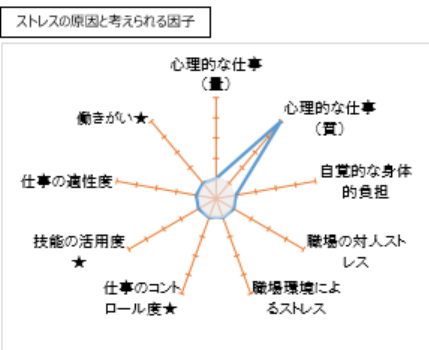 ストレスの原因と考えられる因子
心理的な仕事
（量）
心理的な仕事
（質）
働きがい★
自覚的な身体
的負担
仕事の適性度
職場の対人スト
レス
技能の活用度
★
職場環境によ
るストレス
仕事のコント
ロール度★